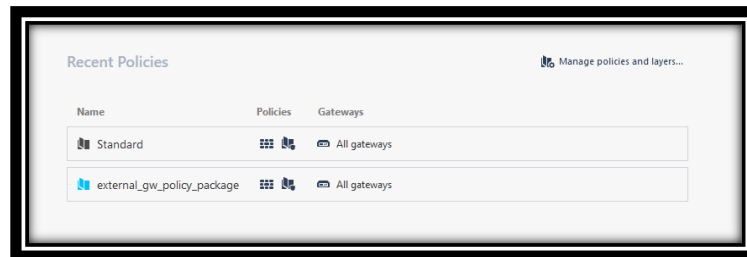 Recent Policies
Manage policies and layers...
Name Policies Gateways
Standard All gateways
external_gw_policy_package All gateways